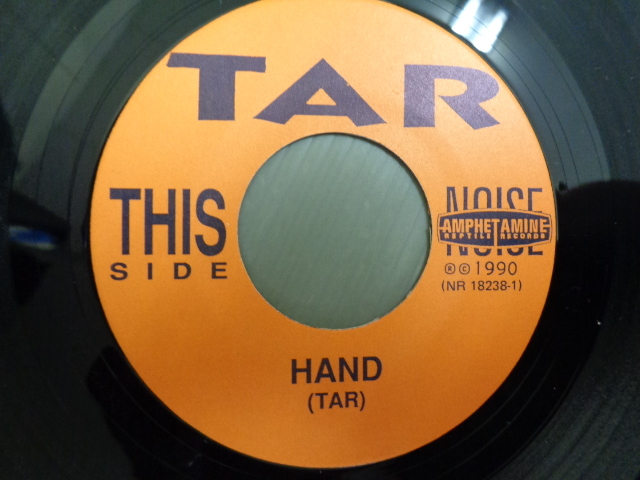 TAR
THIS
SIDE
NOISE
AMPHETAMINE
REPTILE RECORDS
NOISE
®©1990
(NR 18238-1)
HAND
(TAR)